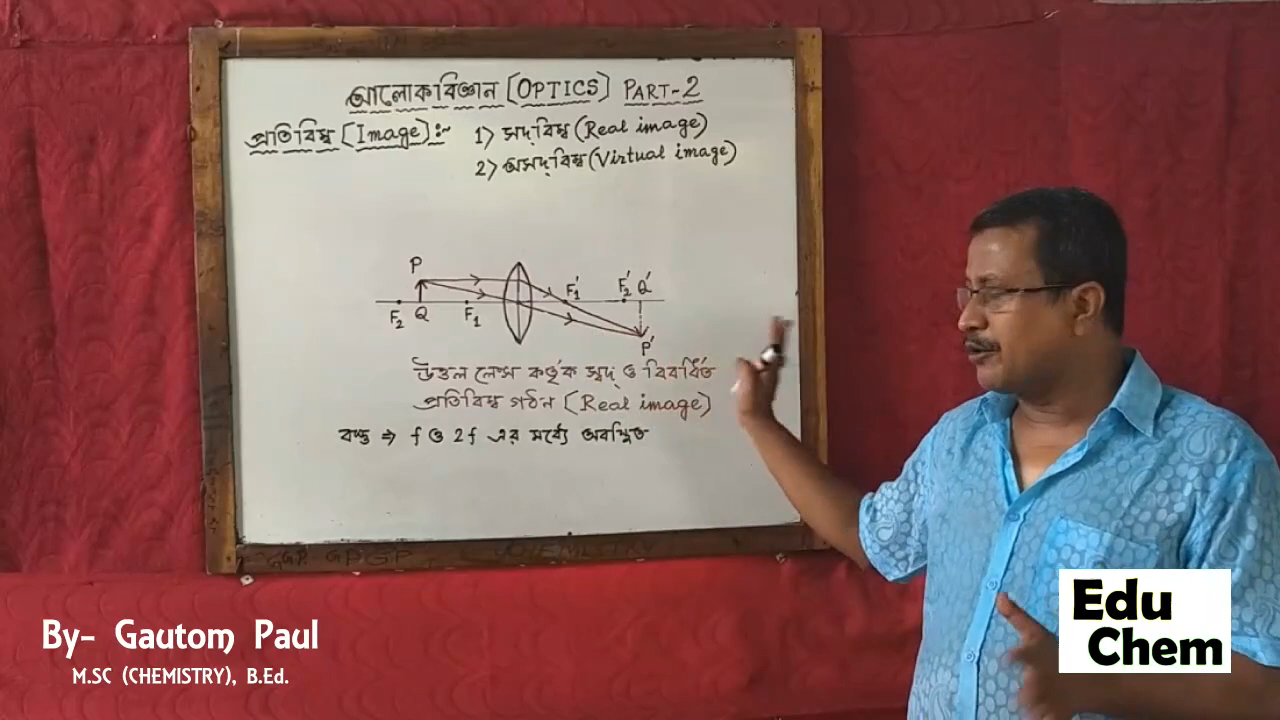 আলোকবিজ্ঞান [OPTICS] PART-2
প্রতিবিম্ব [Image] :~ 1) সদ্‌বিম্ব (Real image)
2) অসদ্‌বিম্ব (Virtual image)
P
F₁' F₂' Q'
F₂ Q F₁
P'
উত্তল লেন্স কর্তৃক স্বদ্‌ ও বিবর্ধিত
প্রতিবিম্ব গঠন [Real image)
বস্তু ⇒ f ও 2f এর মধ্যে অবস্থিত
By- Gautom Paul
M.SC (CHEMISTRY), B.Ed.
Edu
Chem